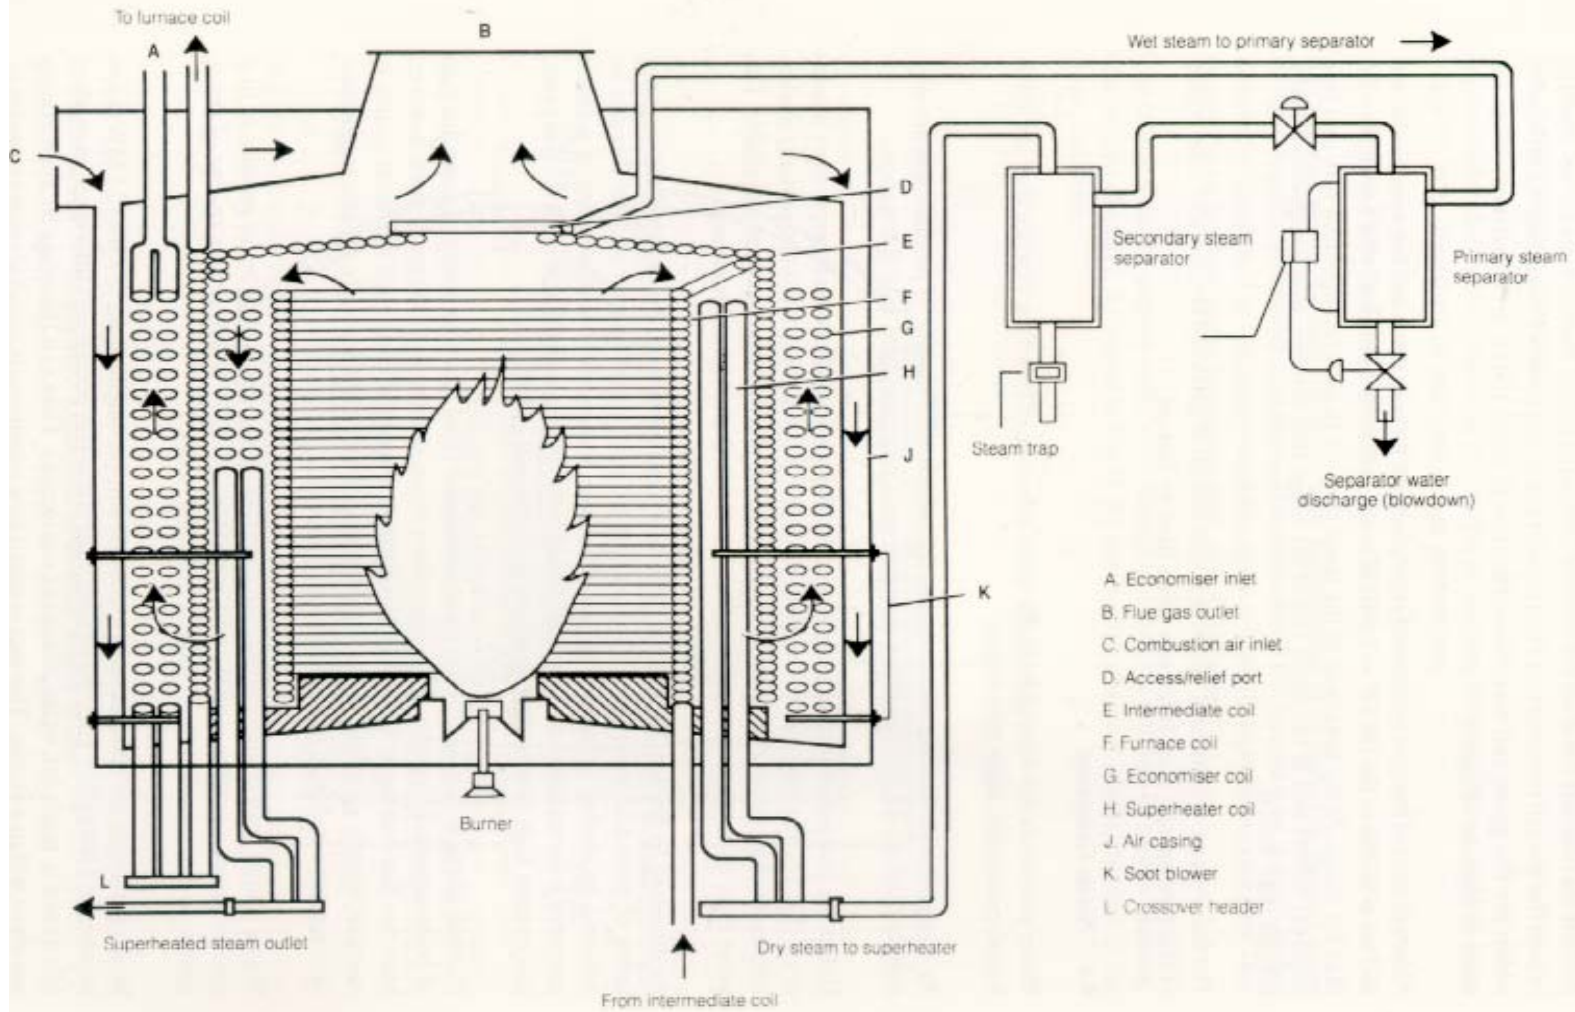 To furnace coil
A
B
Wet steam to primary separator
C
D
E
Secondary steam
separator
Primary steam
separator
F
G
H
Steam trap
J
Separator water
discharge (blowdown)
K
A. Economiser inlet
B. Flue gas outlet
C. Combustion air inlet
D. Access/relief port
E. Intermediate coil
F. Furnace coil
G. Economiser coil
H. Superheater coil
J. Air casing
K. Soot blower
L. Crossover header
Burner
L
Superheated steam outlet
Dry steam to superheater
From intermediate coil